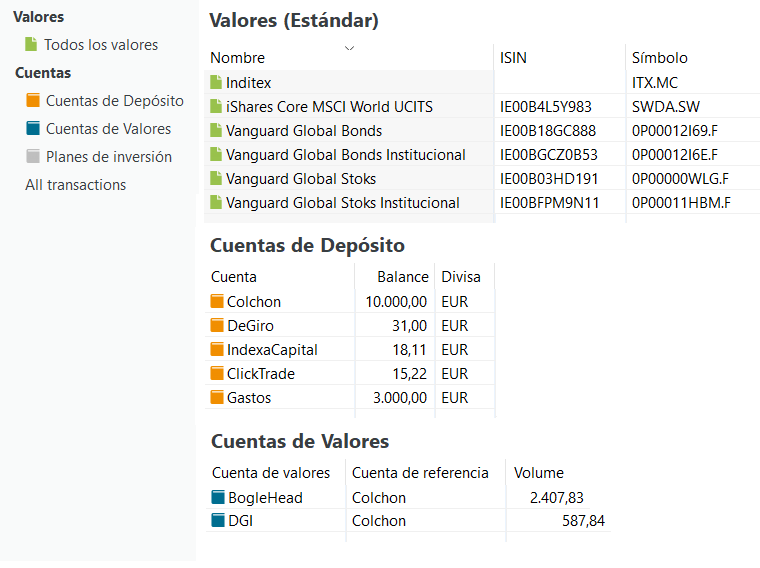 Valores
Todos los valores
Cuentas
Cuentas de Depósito
Cuentas de Valores
Planes de inversión
All transactions
Valores (Estándar)
Nombre ISIN Símbolo
Inditex ITX.MC
iShares Core MSCI World UCITS IE00B4L5Y983 SWDA.SW
Vanguard Global Bonds IE00B18GC888 0P00012I69.F
Vanguard Global Bonds Institucional IE00BGCZ0B53 0P00012I6E.F
Vanguard Global Stoks IE00B03HD191 0P00000WLG.F
Vanguard Global Stoks Institucional IE00BFPM9N11 0P00011HBM.F
Cuentas de Depósito
Cuenta Balance Divisa
Colchon 10.000,00 EUR
DeGiro 31,00 EUR
IndexaCapital 18,11 EUR
ClickTrade 15,22 EUR
Gastos 3.000,00 EUR
Cuentas de Valores
Cuenta de valores Cuenta de referencia Volume
BogleHead Colchon 2.407,83
DGI Colchon 587,84